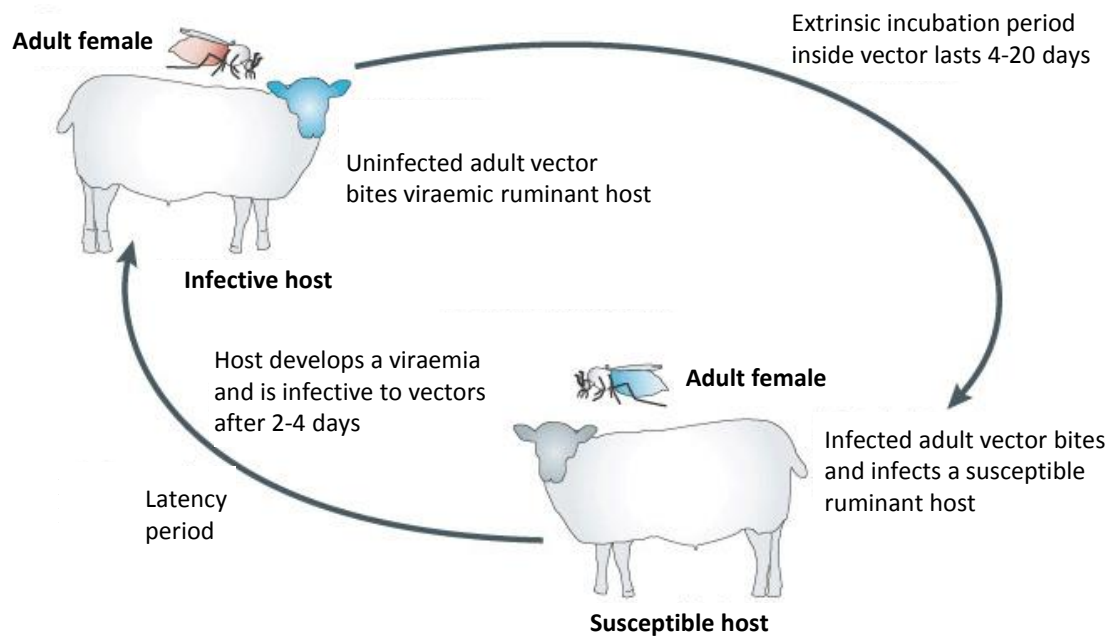 Extrinsic incubation period
inside vector lasts 4-20 days
Adult female
Uninfected adult vector
bites viraemic ruminant host
Infective host
Host develops a viraemia
and is infective to vectors
after 2-4 days
Adult female
Infected adult vector bites
and infects a susceptible
ruminant host
Latency
period
Susceptible host